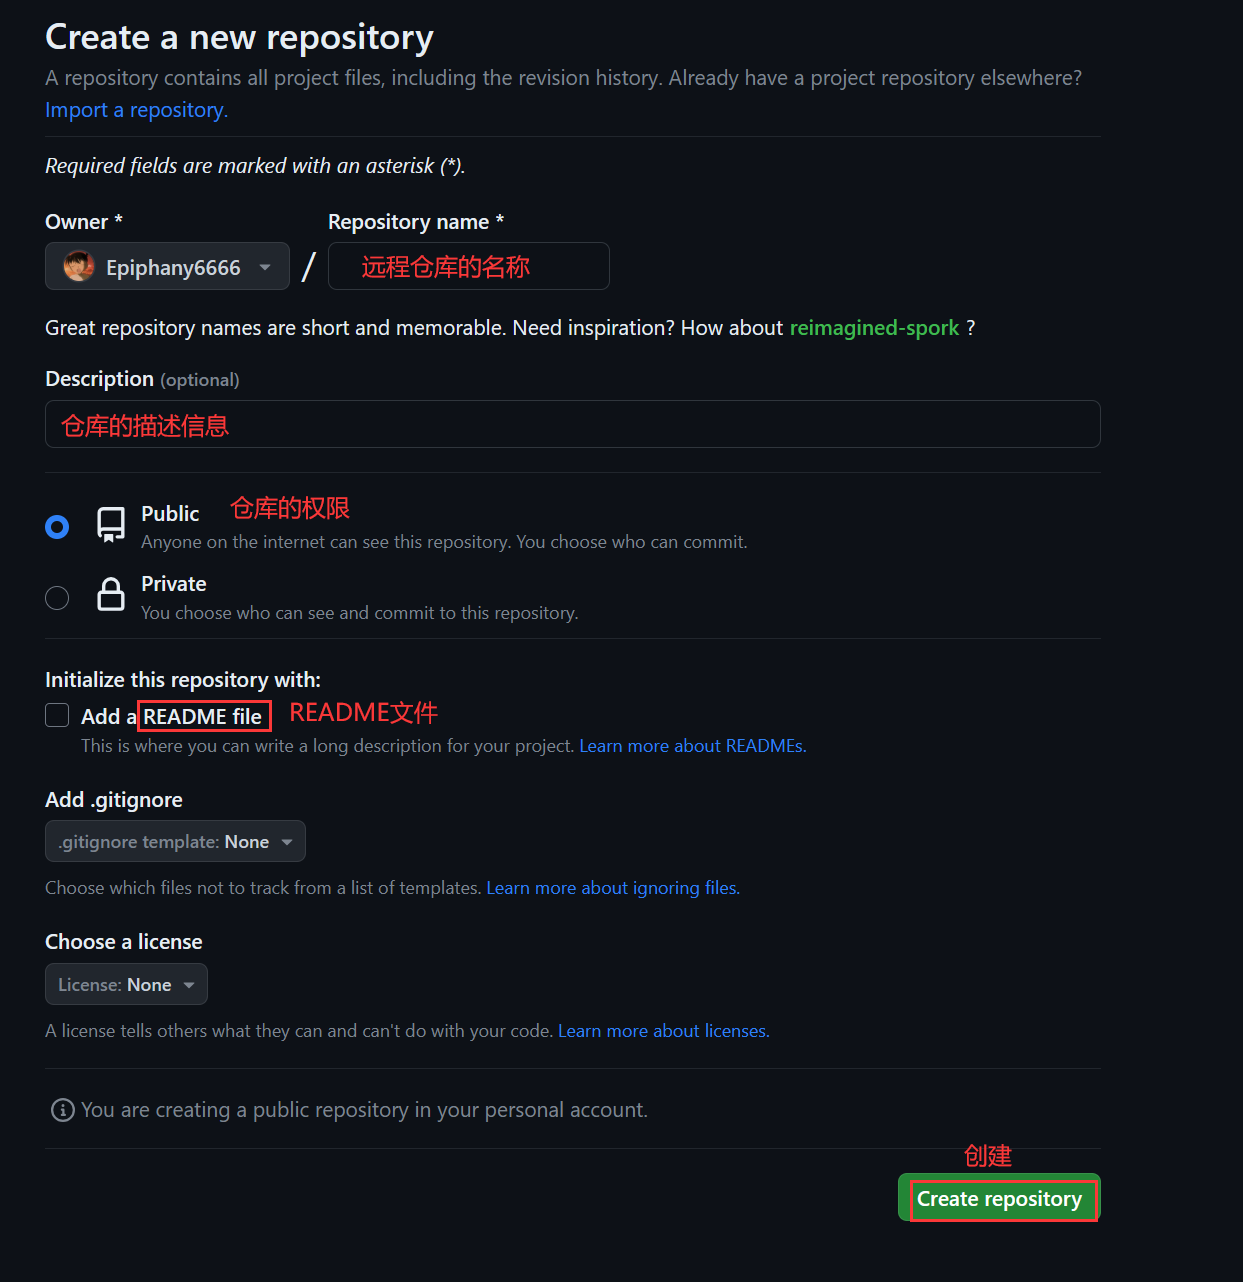 Create a new repository
A repository contains all project files, including the revision history. Already have a project repository elsewhere?
Import a repository.
Required fields are marked with an asterisk (*).
Owner * Repository name *
Epiphany6666 / 远程仓库的名称
Great repository names are short and memorable. Need inspiration? How about reimagined-spork ?
Description (optional)
仓库的描述信息
Public 仓库的权限
Anyone on the internet can see this repository. You choose who can commit.
Private
You choose who can see and commit to this repository.
Initialize this repository with:
Add a README file README文件
This is where you can write a long description for your project. Learn more about READMEs.
Add .gitignore
.gitignore template: None
Choose which files not to track from a list of templates. Learn more about ignoring files.
Choose a license
License: None
A license tells others what they can and can't do with your code. Learn more about licenses.
You are creating a public repository in your personal account.
创建
Create repository